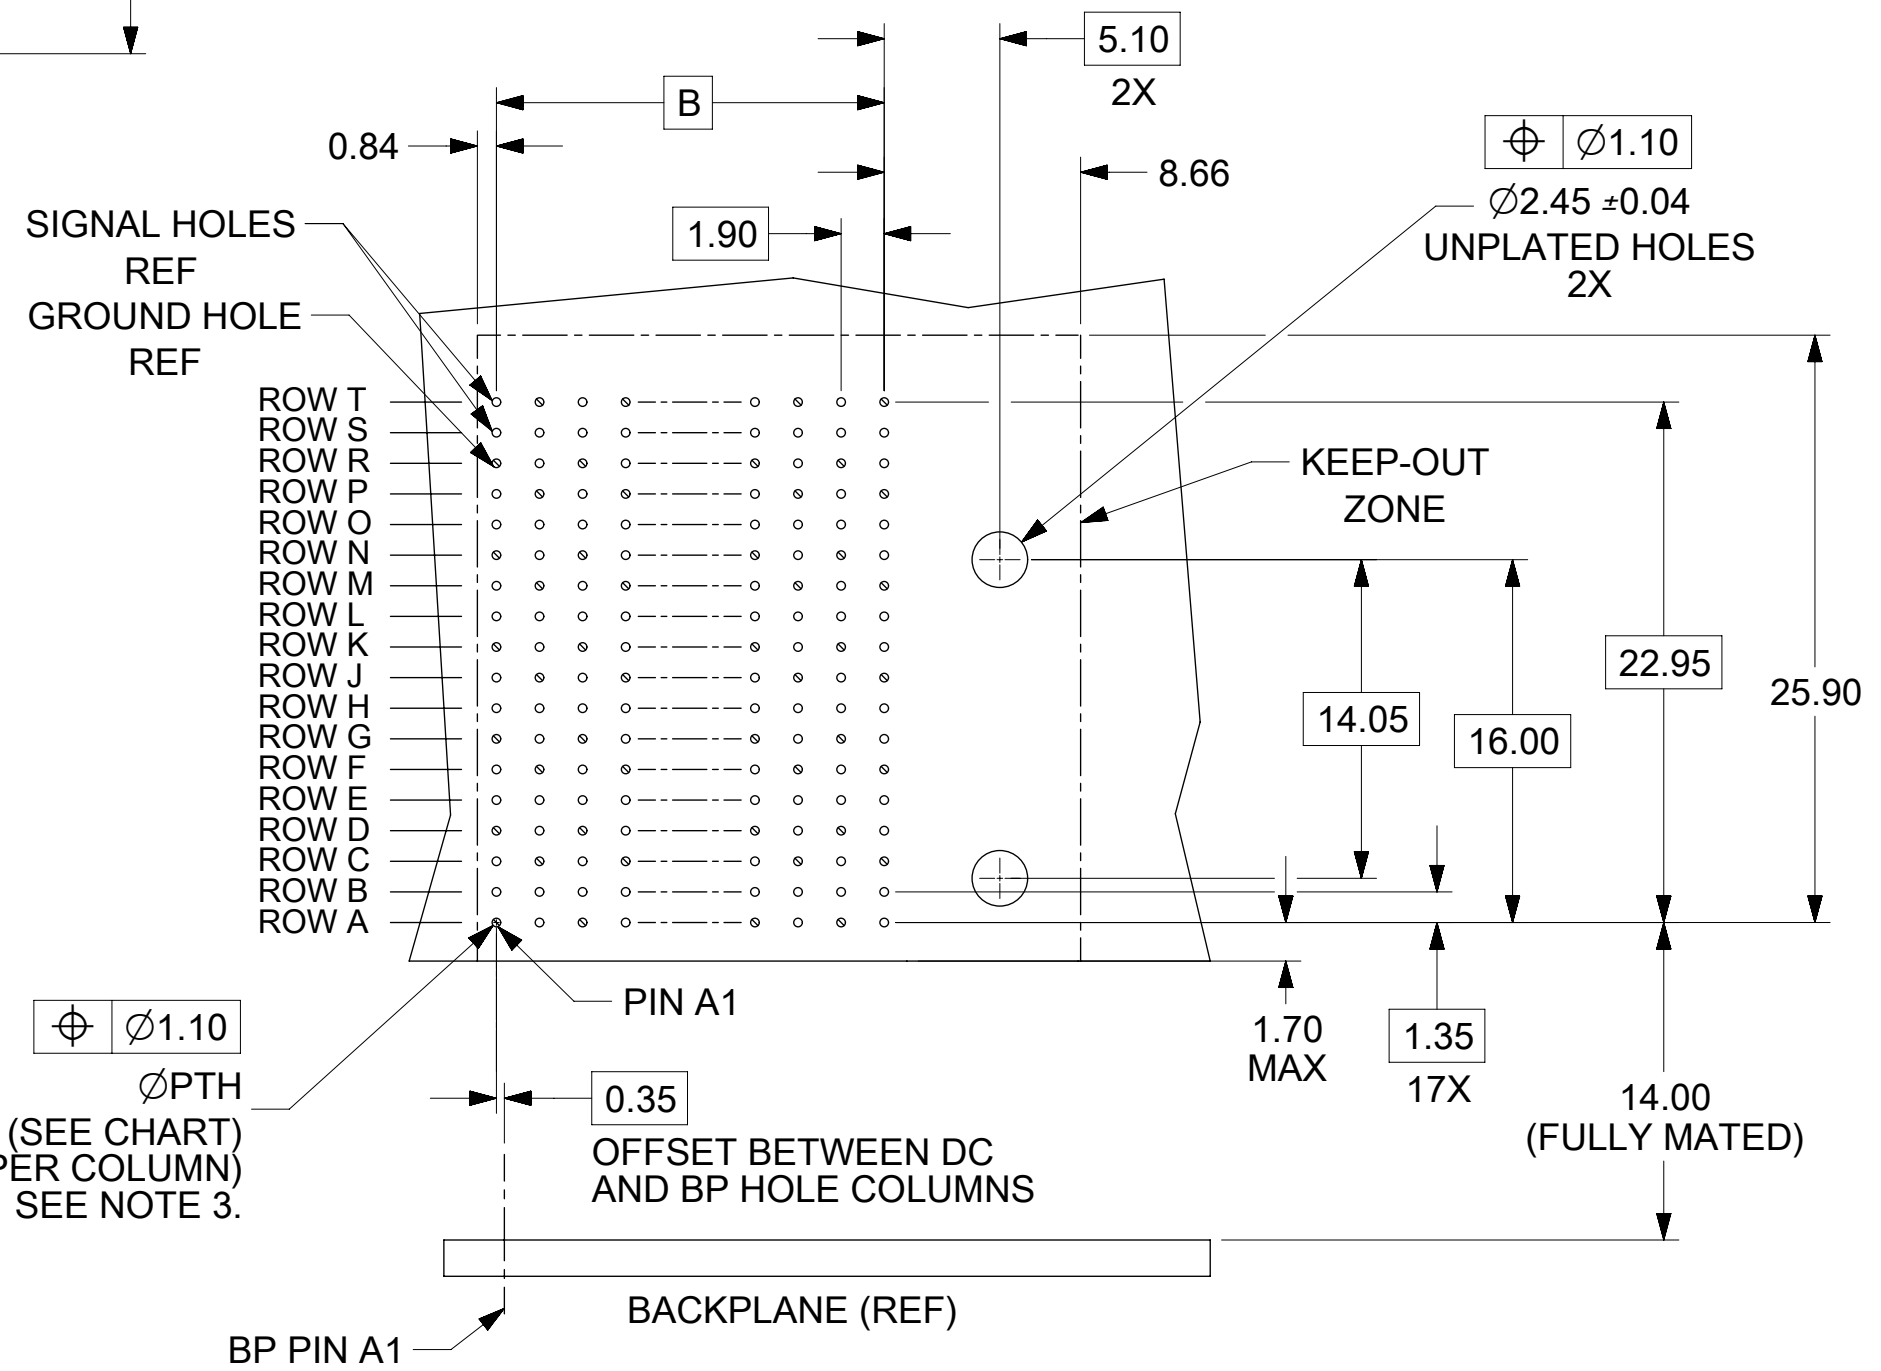 5.10
2X
B
0.84
8.66
⌖ ∅1.10
∅2.45 ±0.04
UNPLATED HOLES
2X
1.90
SIGNAL HOLES
REF
GROUND HOLE
REF
ROW T
ROW S
ROW R
ROW P
ROW O
ROW N
ROW M
ROW L
ROW K
ROW J
ROW H
ROW G
ROW F
ROW E
ROW D
ROW C
ROW B
ROW A
KEEP-OUT
ZONE
22.95
25.90
14.05
16.00
PIN A1
⌖ ∅1.10
∅PTH
(SEE CHART)
PER COLUMN)
SEE NOTE 3.
0.35
OFFSET BETWEEN DC
AND BP HOLE COLUMNS
1.70
MAX
1.35
17X
14.00
(FULLY MATED)
BACKPLANE (REF)
BP PIN A1